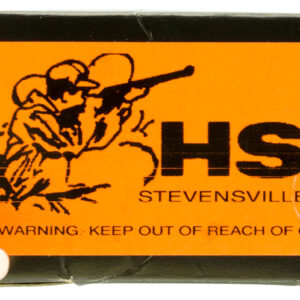 HS
STEVENSVILLE
WARNING: KEEP OUT OF REACH OF